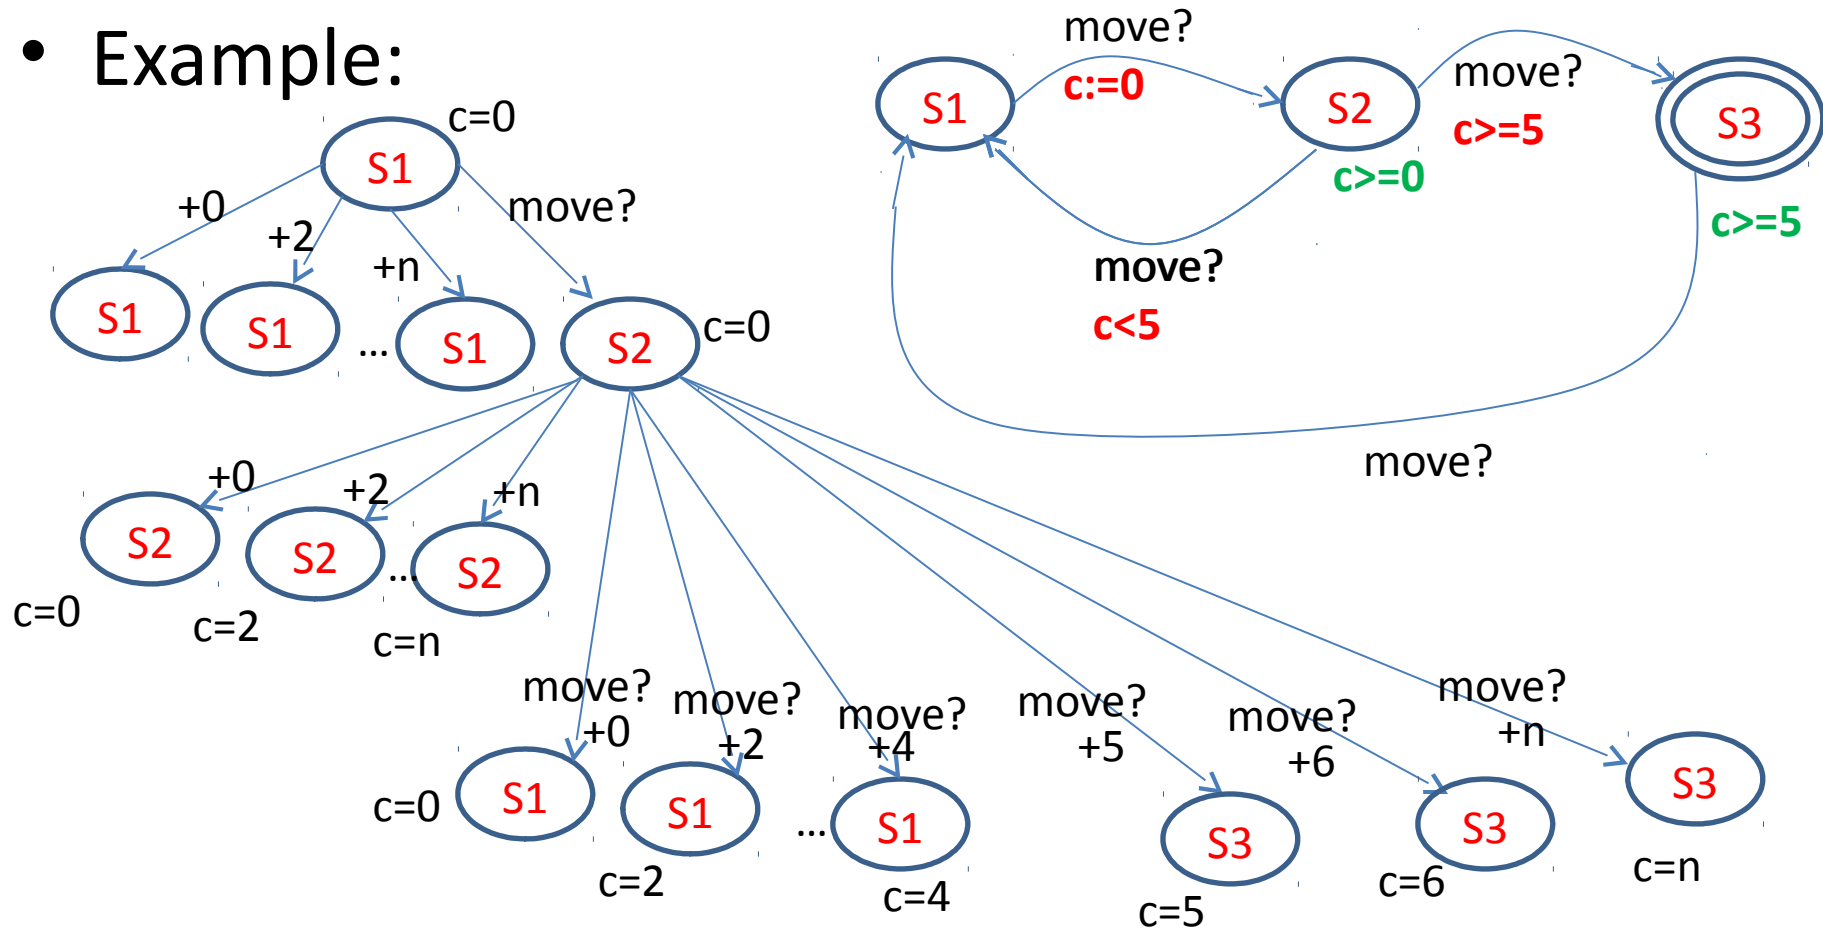 • Example:
c=0
S1
+0
+2
+n
move?
S1
S1
...
S1
S2
c=0
+0
+2
+n
S2
S2
...
S2
c=0
c=2
c=n
move?
+0
move?
+2
move?
+4
move?
+5
move?
+6
move?
+n
S1
S1
...
S1
S3
S3
S3
c=0
c=2
c=4
c=5
c=6
c=n
move?
c:=0
S1
S2
move?
c>=5
S3
c>=0
c>=5
move?
c<5
move?